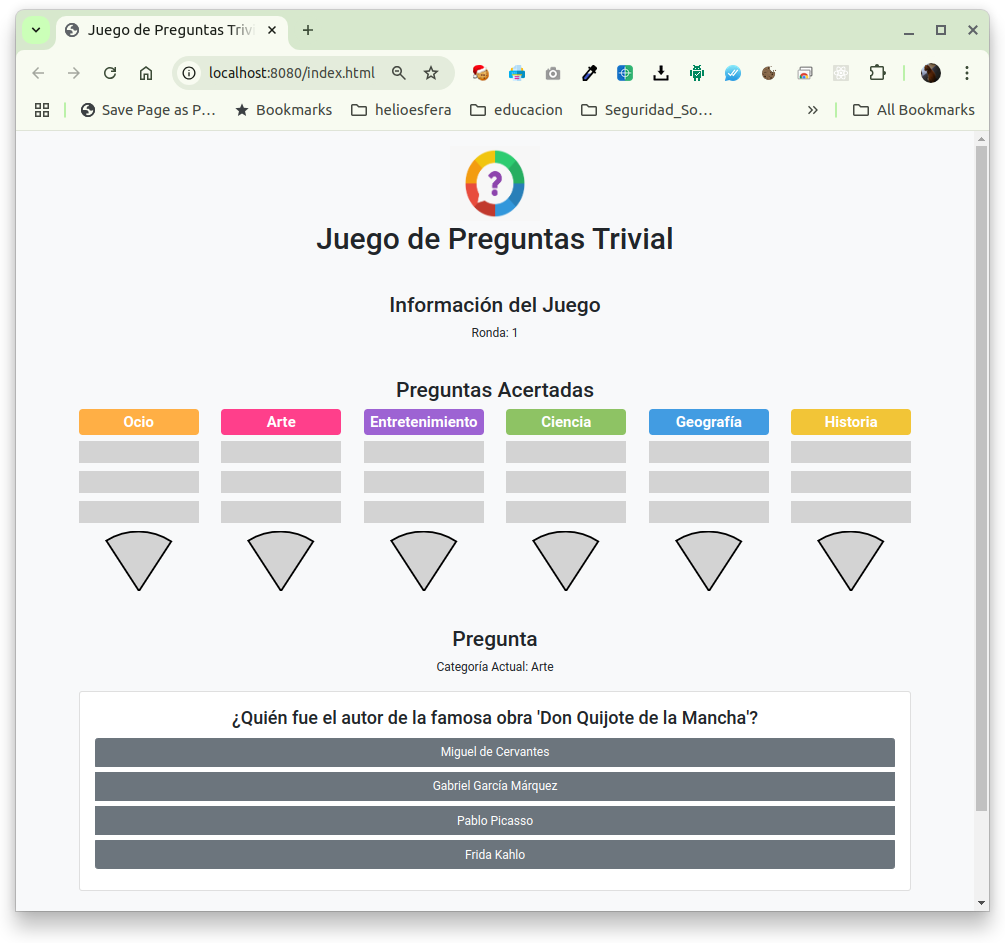 Juego de Preguntas Trivi
localhost:8080/index.html
Save Page as P... Bookmarks helioesfera educacion Seguridad_So... » All Bookmarks
?
Juego de Preguntas Trivial
Información del Juego
Ronda: 1
Preguntas Acertadas
Ocio Arte Entretenimiento Ciencia Geografía Historia
Pregunta
Categoría Actual: Arte
¿Quién fue el autor de la famosa obra 'Don Quijote de la Mancha'?
Miguel de Cervantes
Gabriel García Márquez
Pablo Picasso
Frida Kahlo